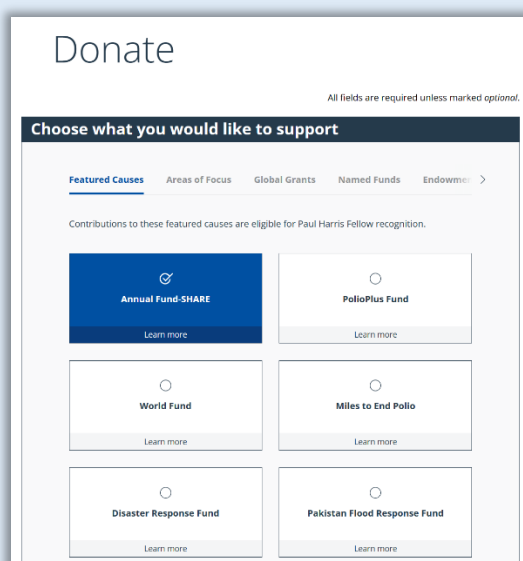 Donate
All fields are required unless marked optional.
Choose what you would like to support
Featured Causes Areas of Focus Global Grants Named Funds
Contributions to these featured causes are eligible for Paul Harris Fellow recognition.
Annual Fund-SHARE PolioPlus Fund
Learn more Learn more
World Fund Miles to End Polio
Learn more Learn more
Disaster Response Fund Pakistan Flood Response Fund
Learn more Learn more